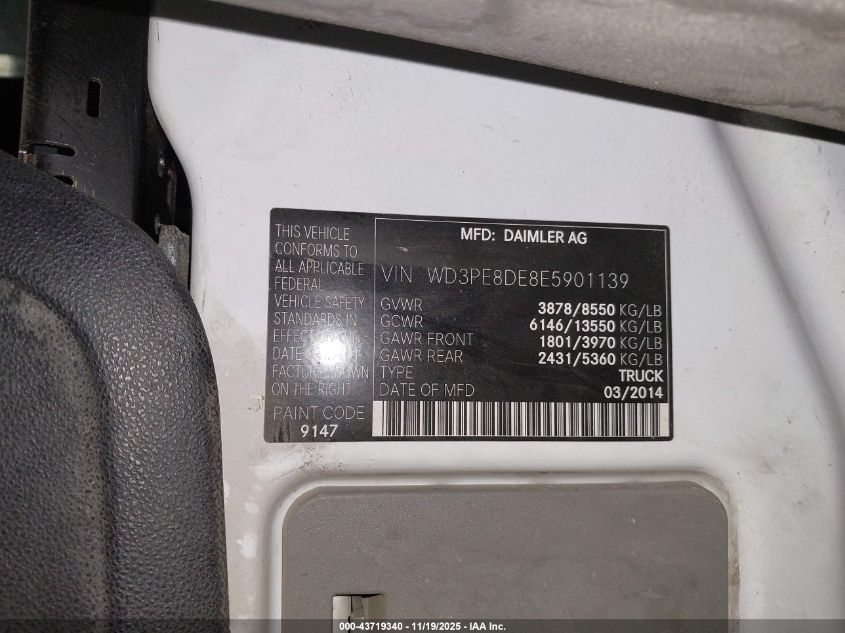 THIS VEHICLE
CONFORMS TO
ALL APPLICABLE
FEDERAL
VEHICLE SAFETY
STANDARDS IN
EFFECT ON THE
DATE OF
FACTURE SHOWN
ON THE RIGHT
PAINT CODE
9147
MFD: DAIMLER AG
VIN WD3PE8DE8E5901139
GVWR 3878/8550 KG/LB
GCWR 6146/13550 KG/LB
GAWR FRONT 1801/3970 KG/LB
GAWR REAR 2431/5360 KG/LB
TYPE TRUCK
DATE OF MFD 03/2014
000-43719340 - 11/19/2025 - IAA Inc.